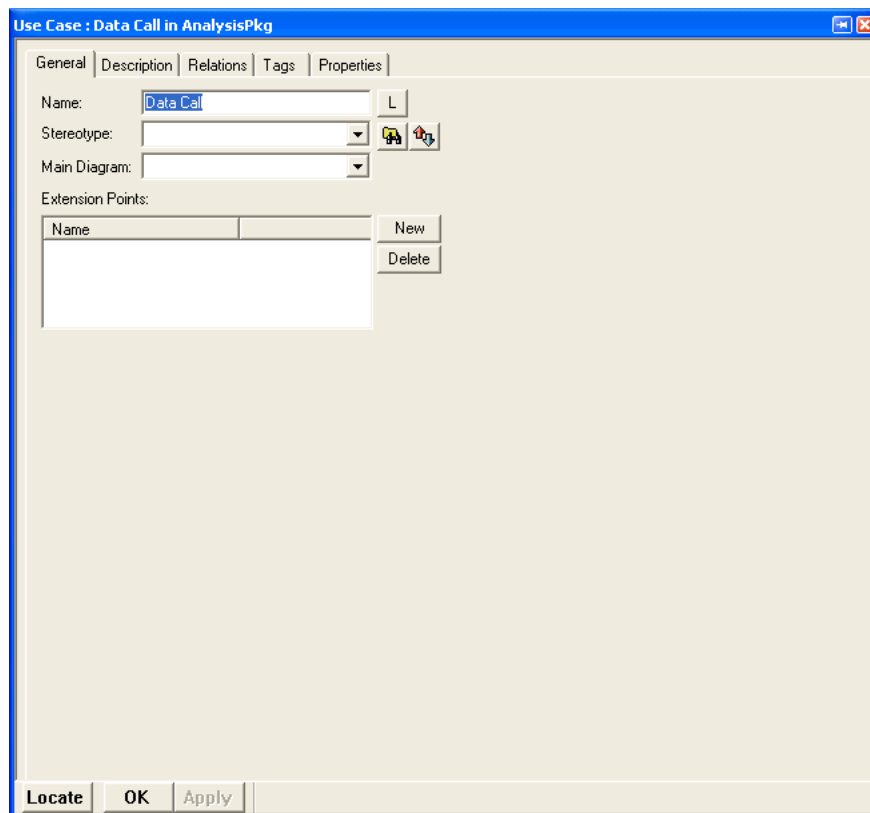 Use Case : Data Call in AnalysisPkg
General Description Relations Tags Properties
Name: Data Call L
Stereotype:
Main Diagram:
Extension Points:
Name New
Delete
Locate OK Apply